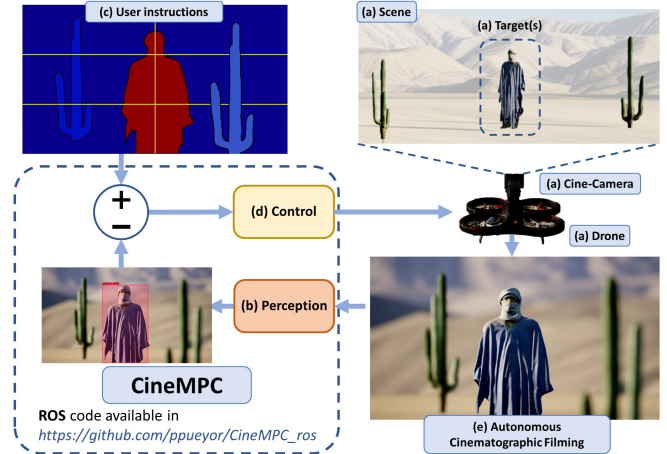 (c) User instructions
(a) Scene
(a) Target(s)
+
−
(d) Control
(a) Cine-Camera
(a) Drone
(b) Perception
CineMPC
ROS code available in
https://github.com/ppueyor/CineMPC_ros
(e) Autonomous
Cinematographic Filming